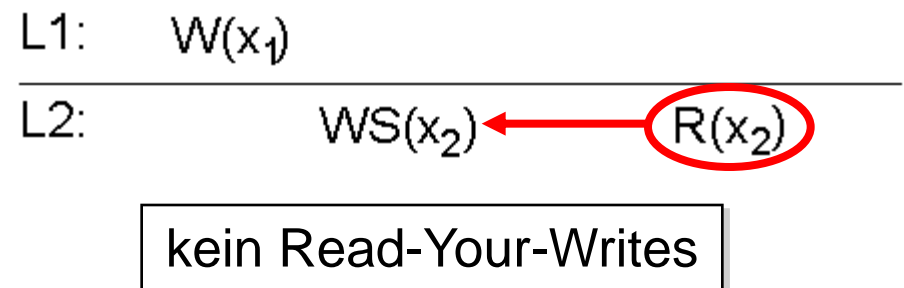 L1: W(x₁)
L2: WS(x₂) R(x₂)
kein Read-Your-Writes